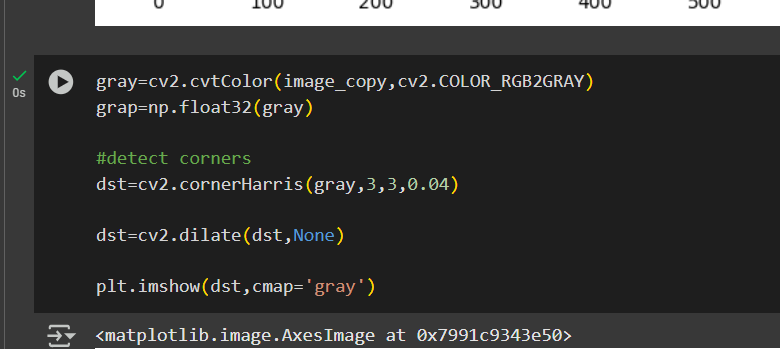 0 100 200 300 400 500
gray=cv2.cvtColor(image_copy,cv2.COLOR_RGB2GRAY)
0s
grap=np.float32(gray)
#detect corners
dst=cv2.cornerHarris(gray,3,3,0.04)
dst=cv2.dilate(dst,None)
plt.imshow(dst,cmap='gray')
<matplotlib.image.AxesImage at 0x7991c9343e50>